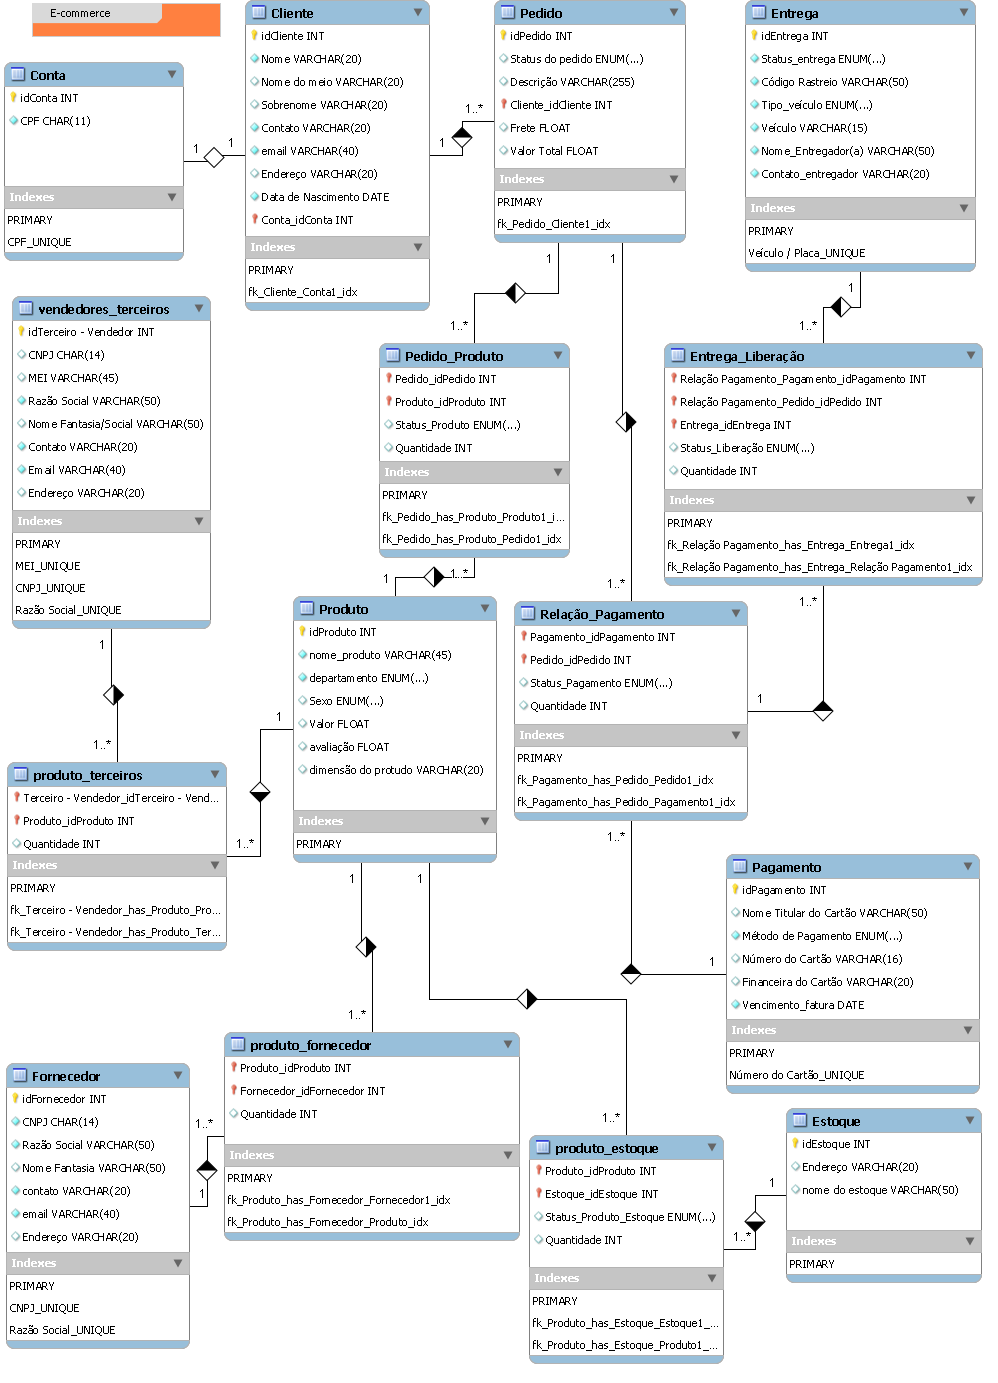 E-commerce
Conta
idConta INT
CPF CHAR(11)
Indexes
PRIMARY
CPF_UNIQUE
1
1
Cliente
idCliente INT
Nome VARCHAR(20)
Nome do meio VARCHAR(20)
Sobrenome VARCHAR(20)
Contato VARCHAR(20)
email VARCHAR(40)
Endereço VARCHAR(20)
Data de Nascimento DATE
Conta_idConta INT
Indexes
PRIMARY
fk_Cliente_Conta1_idx
1
1..*
Pedido
idPedido INT
Status do pedido ENUM(...)
Descrição VARCHAR(255)
Cliente_idCliente INT
Frete FLOAT
Valor Total FLOAT
Indexes
PRIMARY
fk_Pedido_Cliente1_idx
1
1
Entrega
idEntrega INT
Status_entrega ENUM(...)
Código Rastreio VARCHAR(50)
Tipo_veículo ENUM(...)
Veículo VARCHAR(15)
Nome_Entregador(a) VARCHAR(50)
Contato_entregador VARCHAR(20)
Indexes
PRIMARY
Veículo / Placa_UNIQUE
1
1..*
vendedores_terceiros
idTerceiro - Vendedor INT
CNPJ CHAR(14)
MEI VARCHAR(45)
Razão Social VARCHAR(50)
Nome Fantasia/Social VARCHAR(50)
Contato VARCHAR(20)
Email VARCHAR(40)
Endereço VARCHAR(20)
Indexes
PRIMARY
MEI_UNIQUE
CNPJ_UNIQUE
Razão Social_UNIQUE
1
1..*
1..*
Pedido_Produto
Pedido_idPedido INT
Produto_idProduto INT
Status_Produto ENUM(...)
Quantidade INT
Indexes
PRIMARY
fk_Pedido_has_Produto_Produto1_i...
fk_Pedido_has_Produto_Pedido1_idx
1
1..*
Entrega_Liberação
Relação Pagamento_Pagamento_idPagamento INT
Relação Pagamento_Pedido_idPedido INT
Entrega_idEntrega INT
Status_Liberação ENUM(...)
Quantidade INT
Indexes
PRIMARY
fk_Relação Pagamento_has_Entrega_Entrega1_idx
fk_Relação Pagamento_has_Entrega_Relação Pagamento1_idx
1..*
1..*
1
Produto
idProduto INT
nome_produto VARCHAR(45)
departamento ENUM(...)
Sexo ENUM(...)
Valor FLOAT
avaliação FLOAT
dimensão do protudo VARCHAR(20)
Indexes
PRIMARY
1
1..*
1
1
Relação_Pagamento
Pagamento_idPagamento INT
Pedido_idPedido INT
Status_Pagamento ENUM(...)
Quantidade INT
Indexes
PRIMARY
fk_Pagamento_has_Pedido_Pedido1_idx
fk_Pagamento_has_Pedido_Pagamento1_idx
1..*
1
produto_terceiros
Terceiro - Vendedor_idTerceiro - Vend...
Produto_idProduto INT
Quantidade INT
Indexes
PRIMARY
fk_Terceiro - Vendedor_has_Produto_Pro...
fk_Terceiro - Vendedor_has_Produto_Ter...
Pagamento
idPagamento INT
Nome Titular do Cartão VARCHAR(50)
Método de Pagamento ENUM(...)
Número do Cartão VARCHAR(16)
Financeira do Cartão VARCHAR(20)
Vencimento_fatura DATE
Indexes
PRIMARY
Número do Cartão_UNIQUE
1..*
produto_fornecedor
Produto_idProduto INT
Fornecedor_idFornecedor INT
Quantidade INT
Indexes
PRIMARY
fk_Produto_has_Fornecedor_Fornecedor1_idx
fk_Produto_has_Fornecedor_Produto_idx
Fornecedor
idFornecedor INT
CNPJ CHAR(14)
Razão Social VARCHAR(50)
Nome Fantasia VARCHAR(50)
contato VARCHAR(20)
email VARCHAR(40)
Endereço VARCHAR(20)
Indexes
PRIMARY
CNPJ_UNIQUE
Razão Social_UNIQUE
1..*
1
1..*
produto_estoque
Produto_idProduto INT
Estoque_idEstoque INT
Status_Produto_Estoque ENUM(...)
Quantidade INT
Indexes
PRIMARY
fk_Produto_has_Estoque_Estoque1_...
fk_Produto_has_Estoque_Produto1_...
1
1..*
Estoque
idEstoque INT
Endereço VARCHAR(20)
nome do estoque VARCHAR(50)
Indexes
PRIMARY